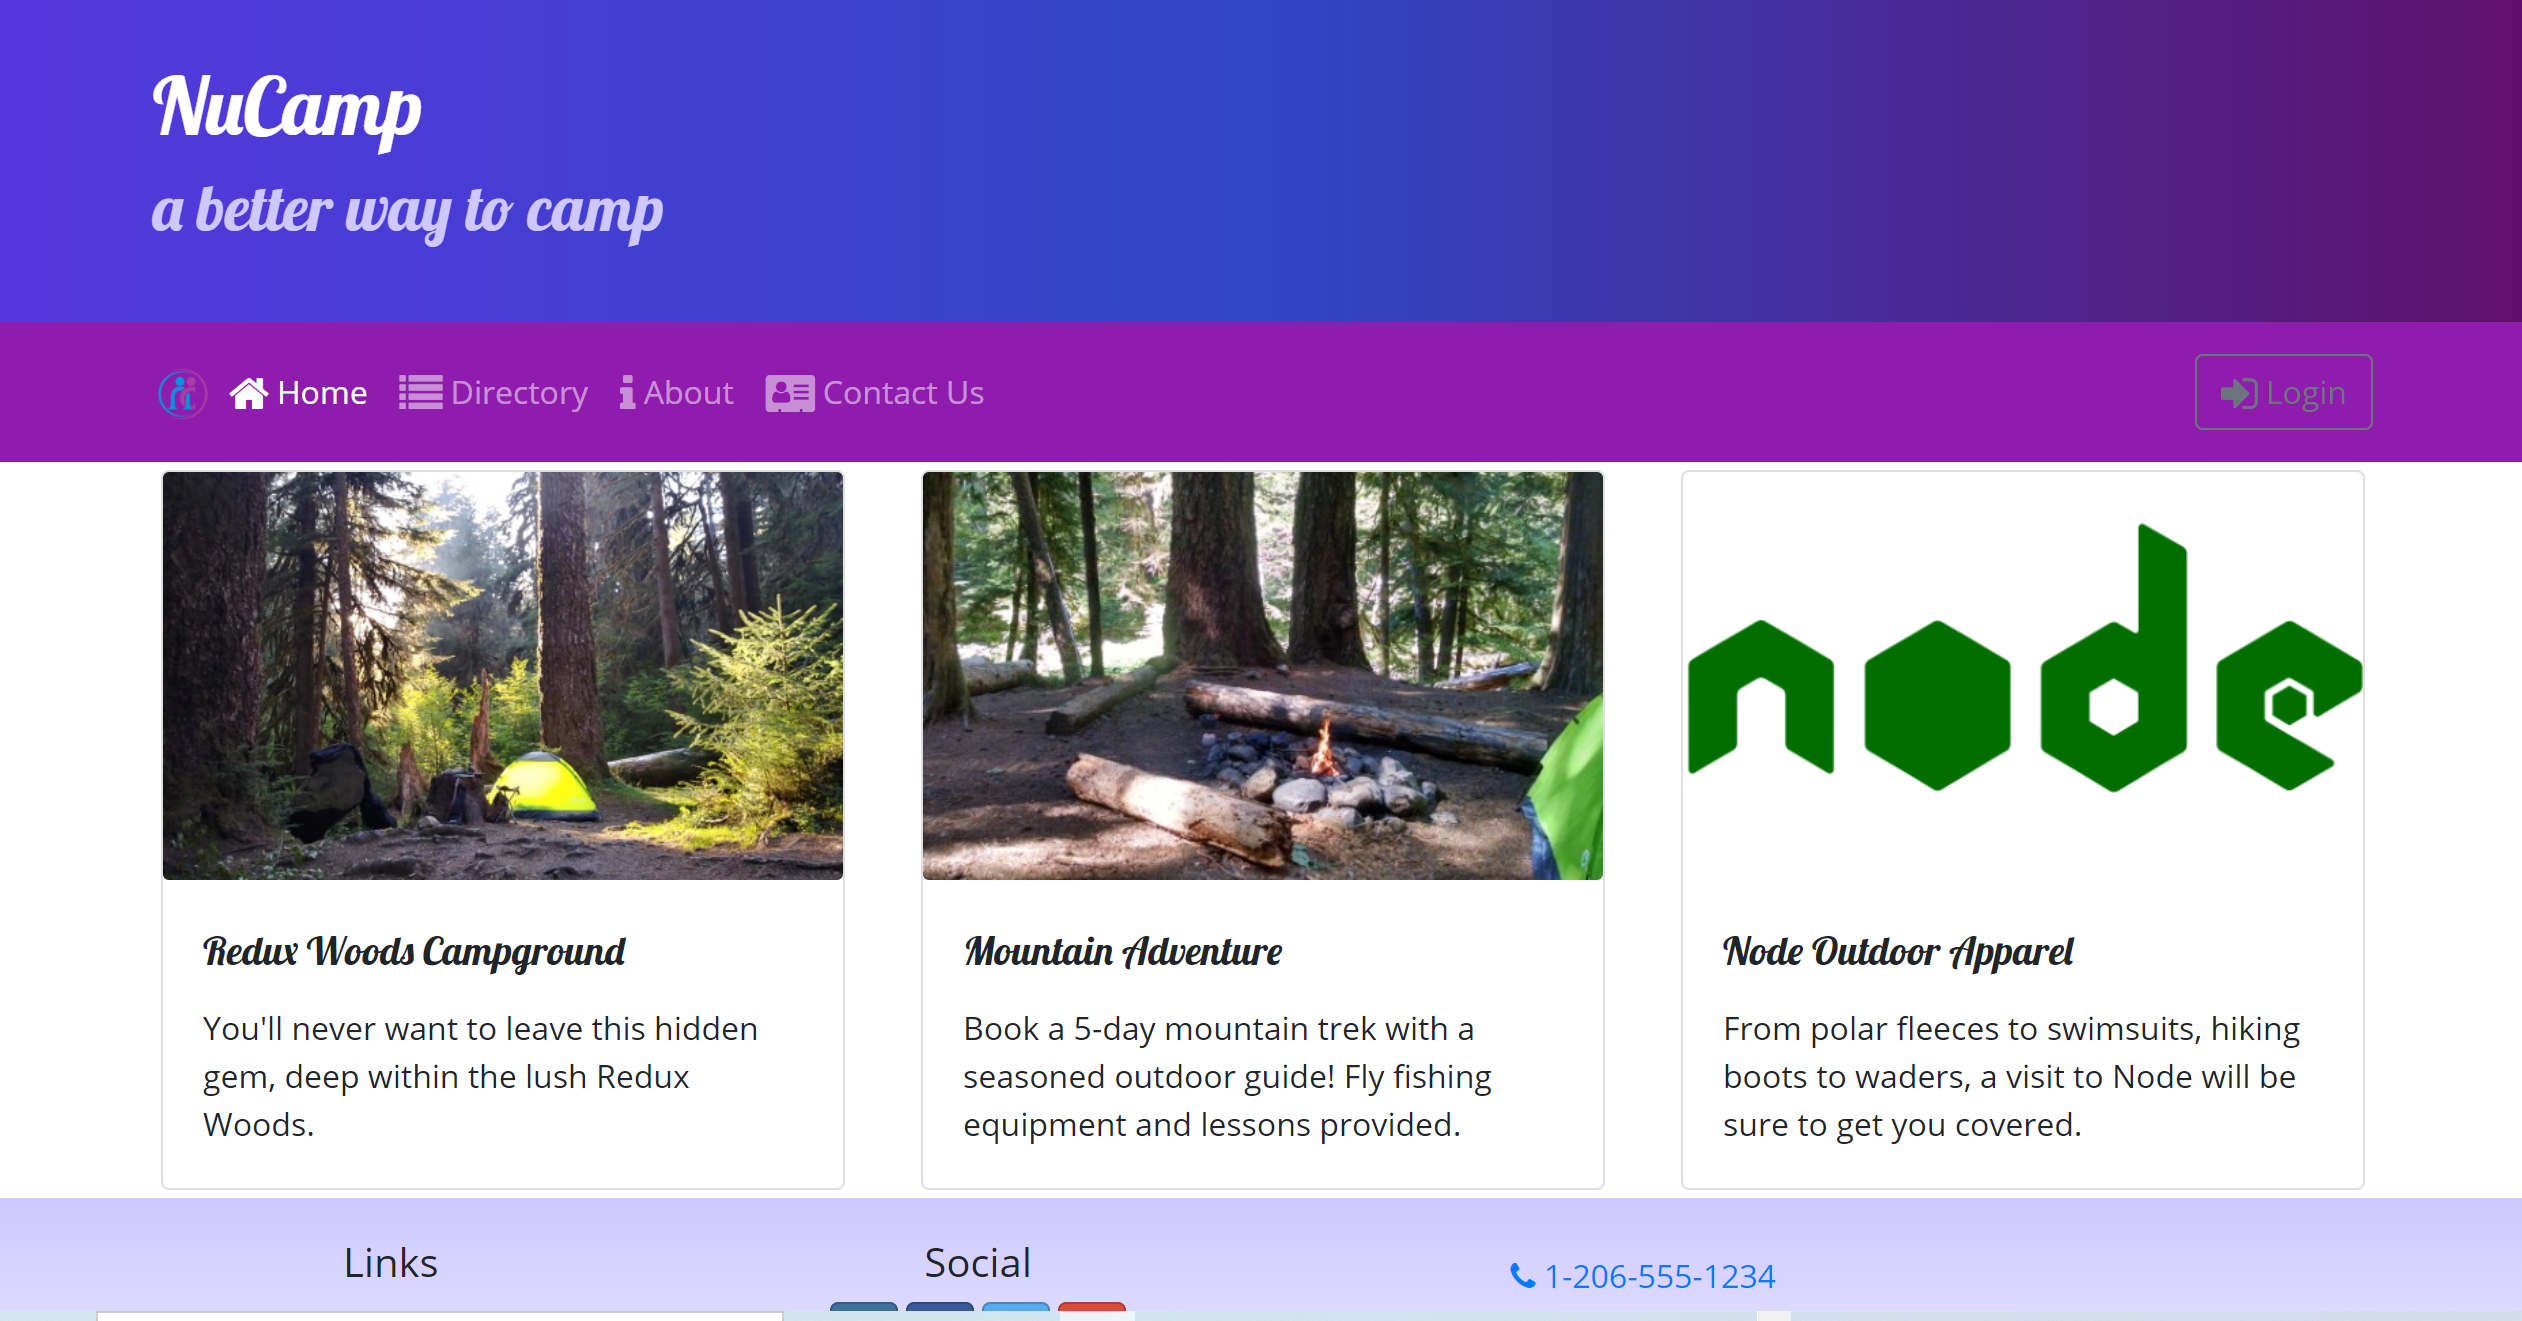 NuCamp
a better way to camp
Home Directory About Contact Us Login
node
Redux Woods Campground
You'll never want to leave this hidden
gem, deep within the lush Redux
Woods.
Mountain Adventure
Book a 5-day mountain trek with a
seasoned outdoor guide! Fly fishing
equipment and lessons provided.
Node Outdoor Apparel
From polar fleeces to swimsuits, hiking
boots to waders, a visit to Node will be
sure to get you covered.
Links
Social
1-206-555-1234